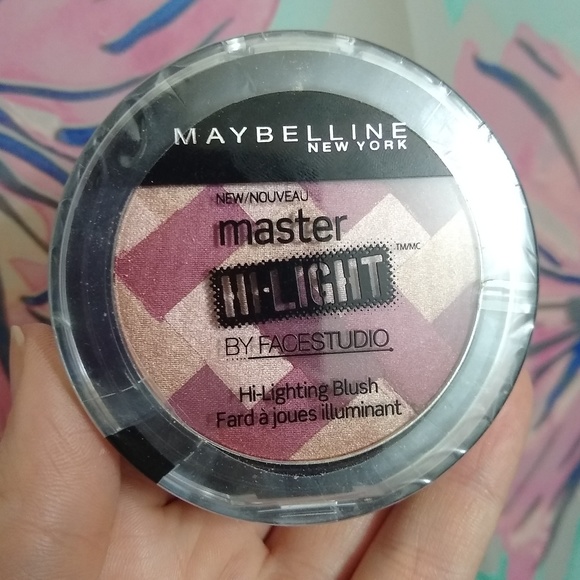 MAYBELLINE
NEW YORK
NEW/NOUVEAU
master
HI•LIGHT TM/MC
BY FACESTUDIO
Hi-Lighting Blush
Fard à joues illuminant